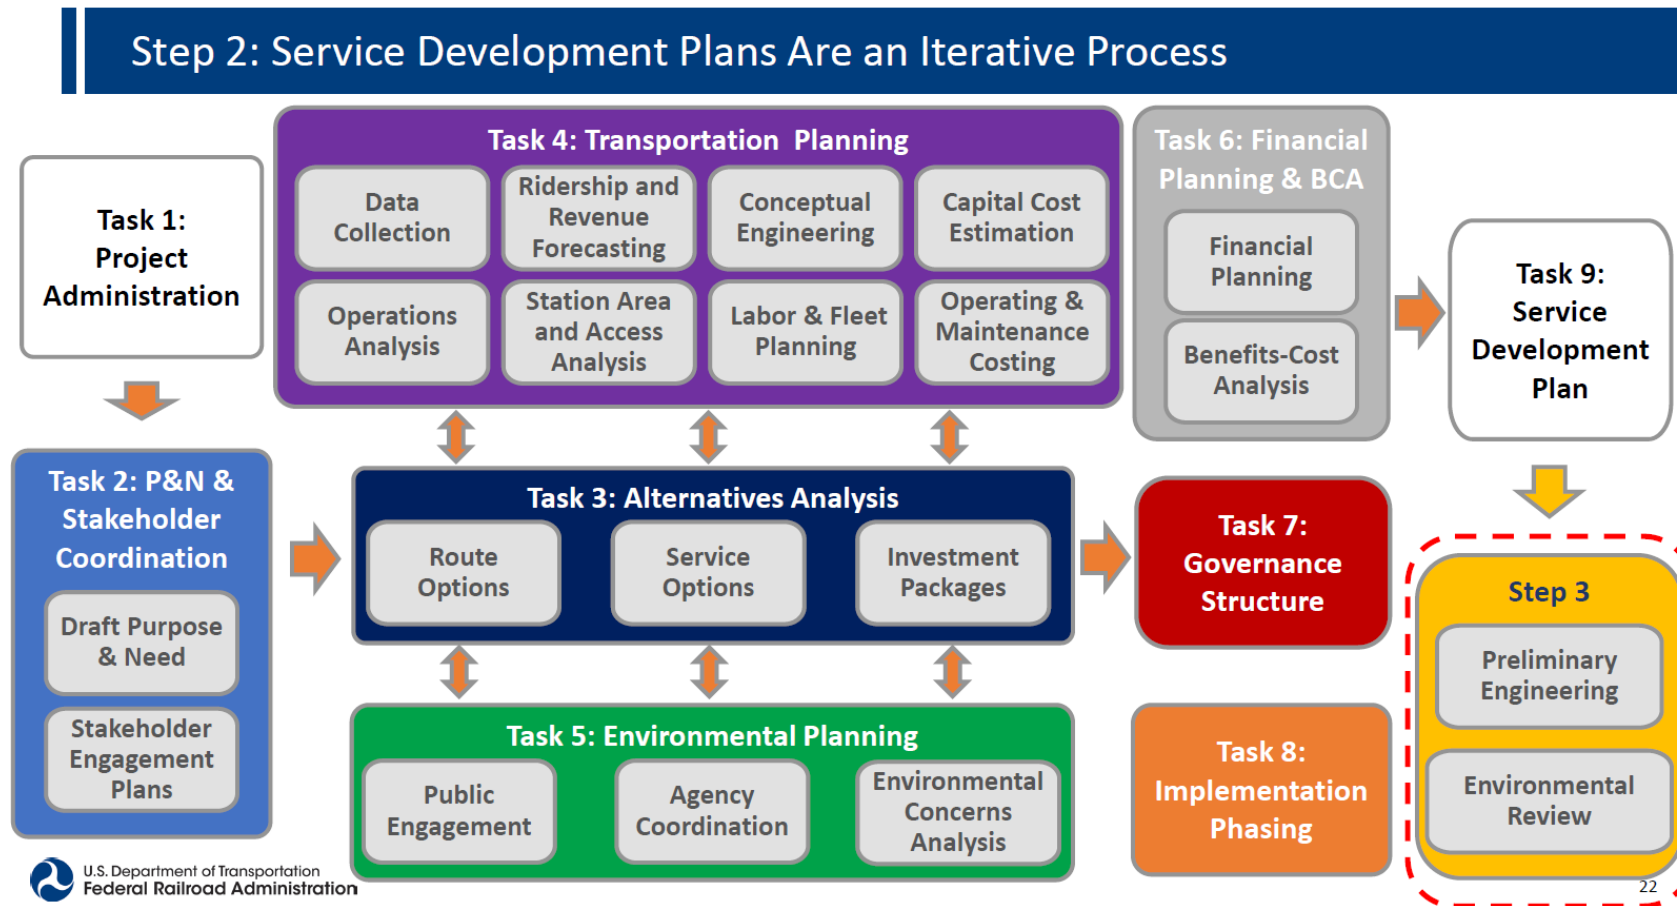 Step 2: Service Development Plans Are an Iterative Process
Task 1:
Project
Administration
Task 2: P&N &
Stakeholder
Coordination
Draft Purpose
& Need
Stakeholder
Engagement
Plans
Task 4: Transportation Planning
Data
Collection
Ridership and
Revenue
Forecasting
Conceptual
Engineering
Capital Cost
Estimation
Operations
Analysis
Station Area
and Access
Analysis
Labor & Fleet
Planning
Operating &
Maintenance
Costing
Task 3: Alternatives Analysis
Route
Options
Service
Options
Investment
Packages
Task 5: Environmental Planning
Public
Engagement
Agency
Coordination
Environmental
Concerns
Analysis
Task 6: Financial
Planning & BCA
Financial
Planning
Benefits-Cost
Analysis
Task 7:
Governance
Structure
Task 8:
Implementation
Phasing
Task 9:
Service
Development
Plan
Step 3
Preliminary
Engineering
Environmental
Review
U.S. Department of Transportation
Federal Railroad Administration
22